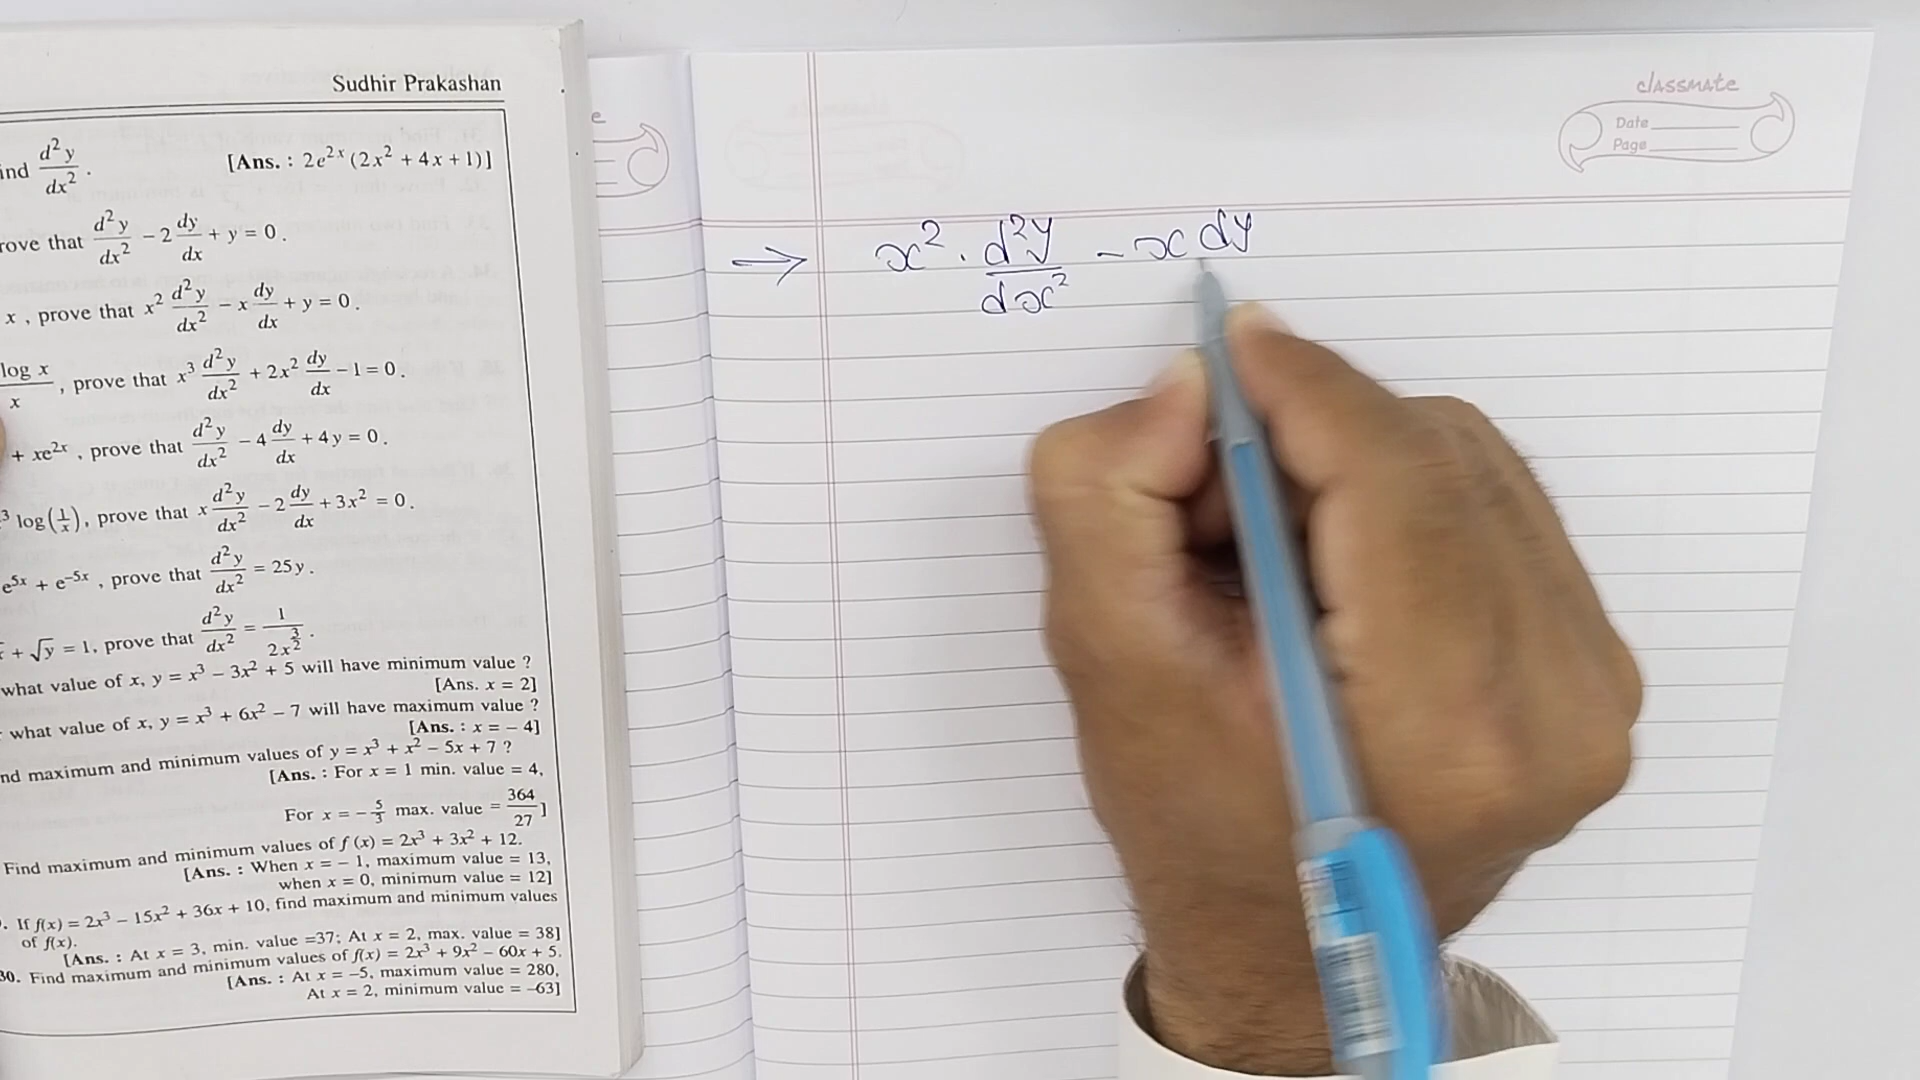 Sudhir Prakashan
ind d²y/dx². [Ans. : 2e²ˣ (2x² + 4x + 1)]
rove that d²y/dx² − 2 dy/dx + y = 0.
x , prove that x² d²y/dx² − x dy/dx + y = 0.
log x/x , prove that x³ d²y/dx² + 2x² dy/dx − 1 = 0.
+ xe²ˣ , prove that d²y/dx² − 4 dy/dx + 4y = 0.
³ log(1/x), prove that x d²y/dx² − 2 dy/dx + 3x² = 0.
e⁵ˣ + e⁻⁵ˣ , prove that d²y/dx² = 25y.
+ √y = 1, prove that d²y/dx² = 1/2x^(3/2).
what value of x, y = x³ − 3x² + 5 will have minimum value ?
[Ans. x = 2]
what value of x, y = x³ + 6x² − 7 will have maximum value ?
[Ans. : x = − 4]
nd maximum and minimum values of y = x³ + x² − 5x + 7 ?
[Ans. : For x = 1 min. value = 4,
For x = − 5/3 max. value = 364/27]
Find maximum and minimum values of f (x) = 2x³ + 3x² + 12.
[Ans. : When x = − 1, maximum value = 13,
when x = 0, minimum value = 12]
. If f(x) = 2x³ − 15x² + 36x + 10, find maximum and minimum values
of f(x).
[Ans. : At x = 3, min. value =37; At x = 2, max. value = 38]
30. Find maximum and minimum values of f(x) = 2x³ + 9x² − 60x + 5.
[Ans. : At x = −5, maximum value = 280,
At x = 2, minimum value = −63]
e
classmate
Date
Page
→ x² · d²y/dx² − x dy